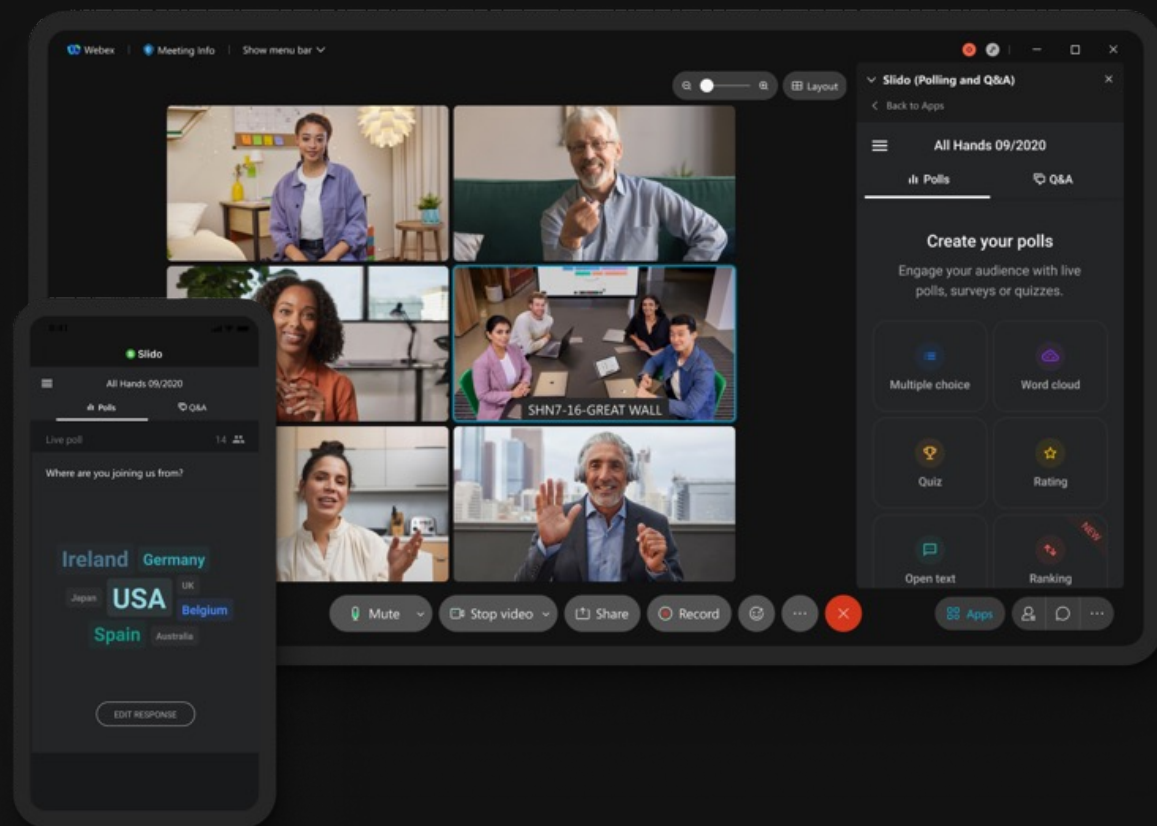 Webex
Meeting Info
Show menu bar
Layout
Slido (Polling and Q&A)
Back to Apps
All Hands 09/2020
Polls
Q&A
Create your polls
Engage your audience with live
polls, surveys or quizzes.
Multiple choice
Word cloud
Quiz
Rating
Open text
NEW
Ranking
SHN7-16-GREAT WALL
Mute
Stop video
Share
Record
Apps
9:41
Slido
All Hands 09/2020
Polls
Q&A
Live poll
14
Where are you joining us from?
Ireland
Germany
Japan
USA
UK
Belgium
Spain
Australia
EDIT RESPONSE